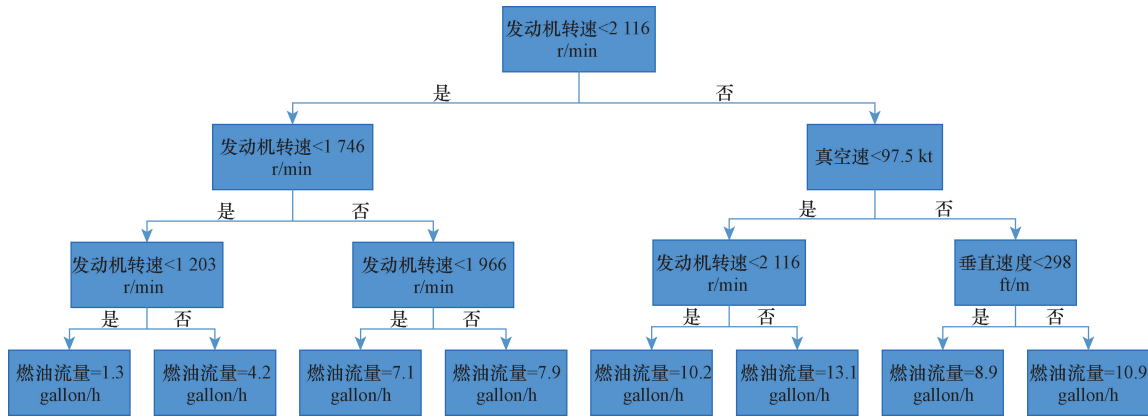 发动机转速<2 116
r/min
是
否
发动机转速<1 746
r/min
真空速<97.5 kt
是
否
是
否
发动机转速<1 203
r/min
发动机转速<1 966
r/min
发动机转速<2 116
r/min
垂直速度<298
ft/m
是
否
是
否
是
否
是
否
燃油流量=1.3
gallon/h
燃油流量=4.2
gallon/h
燃油流量=7.1
gallon/h
燃油流量=7.9
gallon/h
燃油流量=10.2
gallon/h
燃油流量=13.1
gallon/h
燃油流量=8.9
gallon/h
燃油流量=10.9
gallon/h